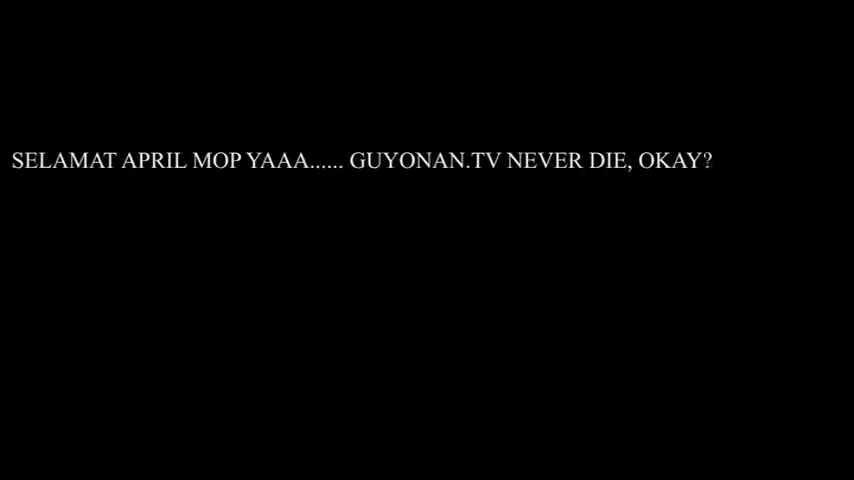 SELAMAT APRIL MOP YAAA...... GUYONAN.TV NEVER DIE, OKAY?